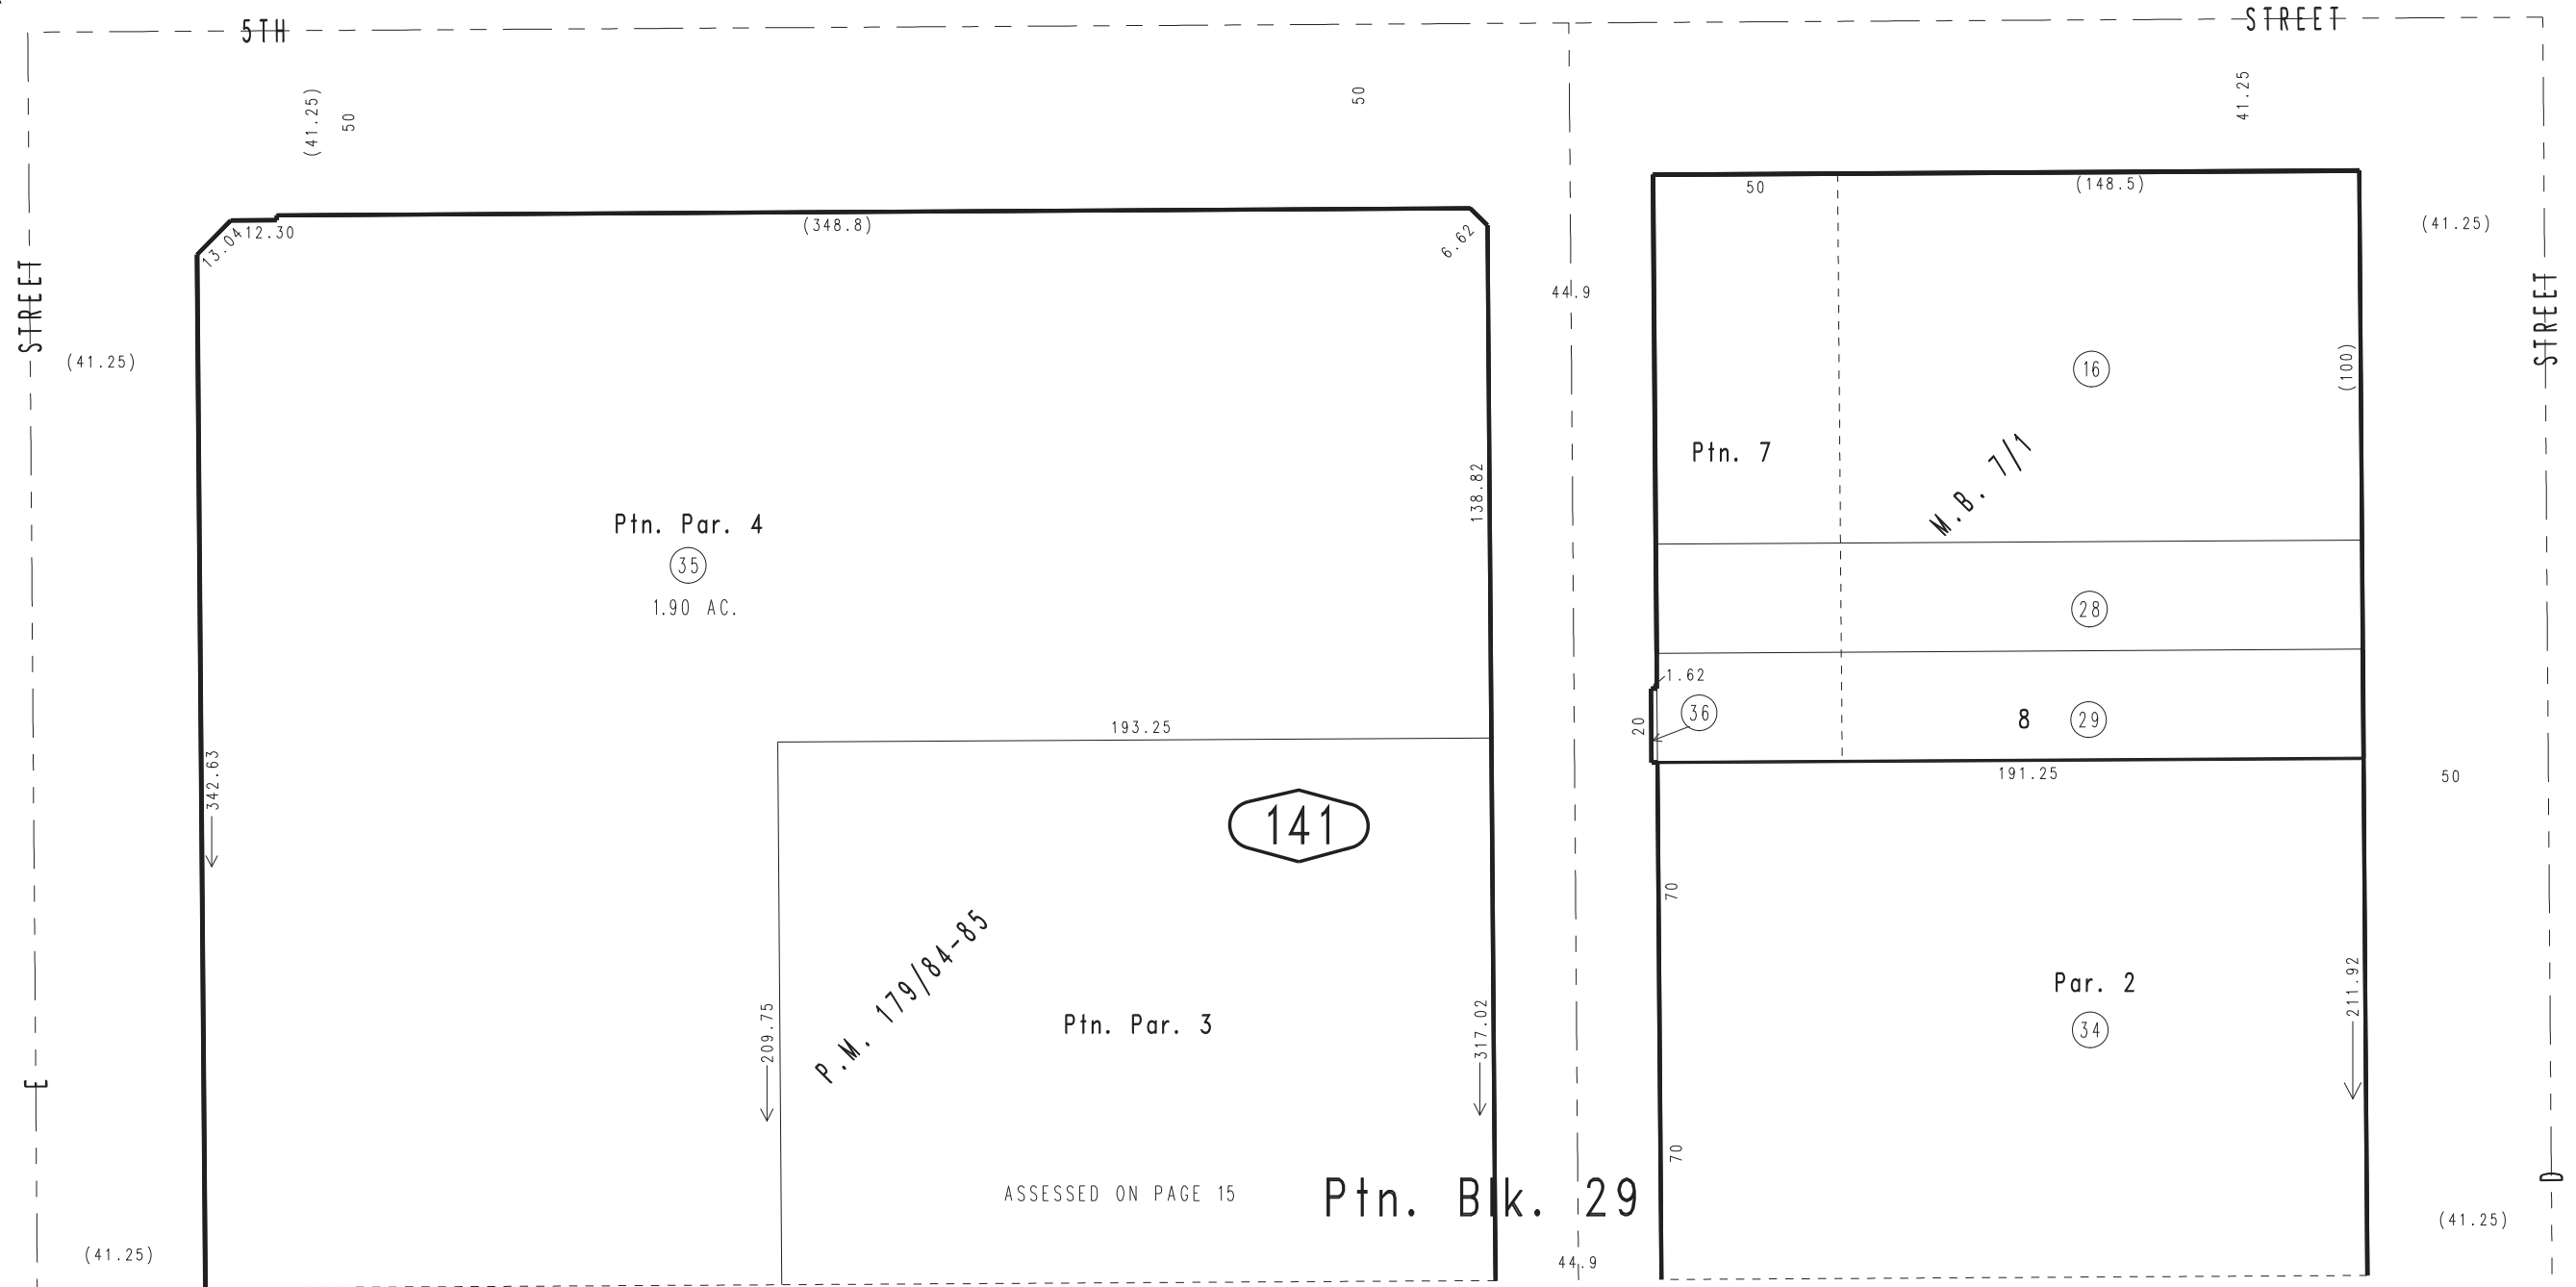 5TH STREET
(41.25)
50
50
41.25
50
(148.5)
(41.25)
13.04
12.30
(348.8)
6.62
STREET
44.9
STREET
(41.25)
16
(100)
Ptn. 7
M.B. 7/1
138.82
Ptn. Par. 4
35
1.90 AC.
28
1.62
36
20
8
29
193.25
191.25
342.63
50
141
70
P.M. 179/84-85
Par. 2
34
211.92
209.75
Ptn. Par. 3
317.02
E
70
D
ASSESSED ON PAGE 15
Ptn. Blk. 29
(41.25)
(41.25)
44.9